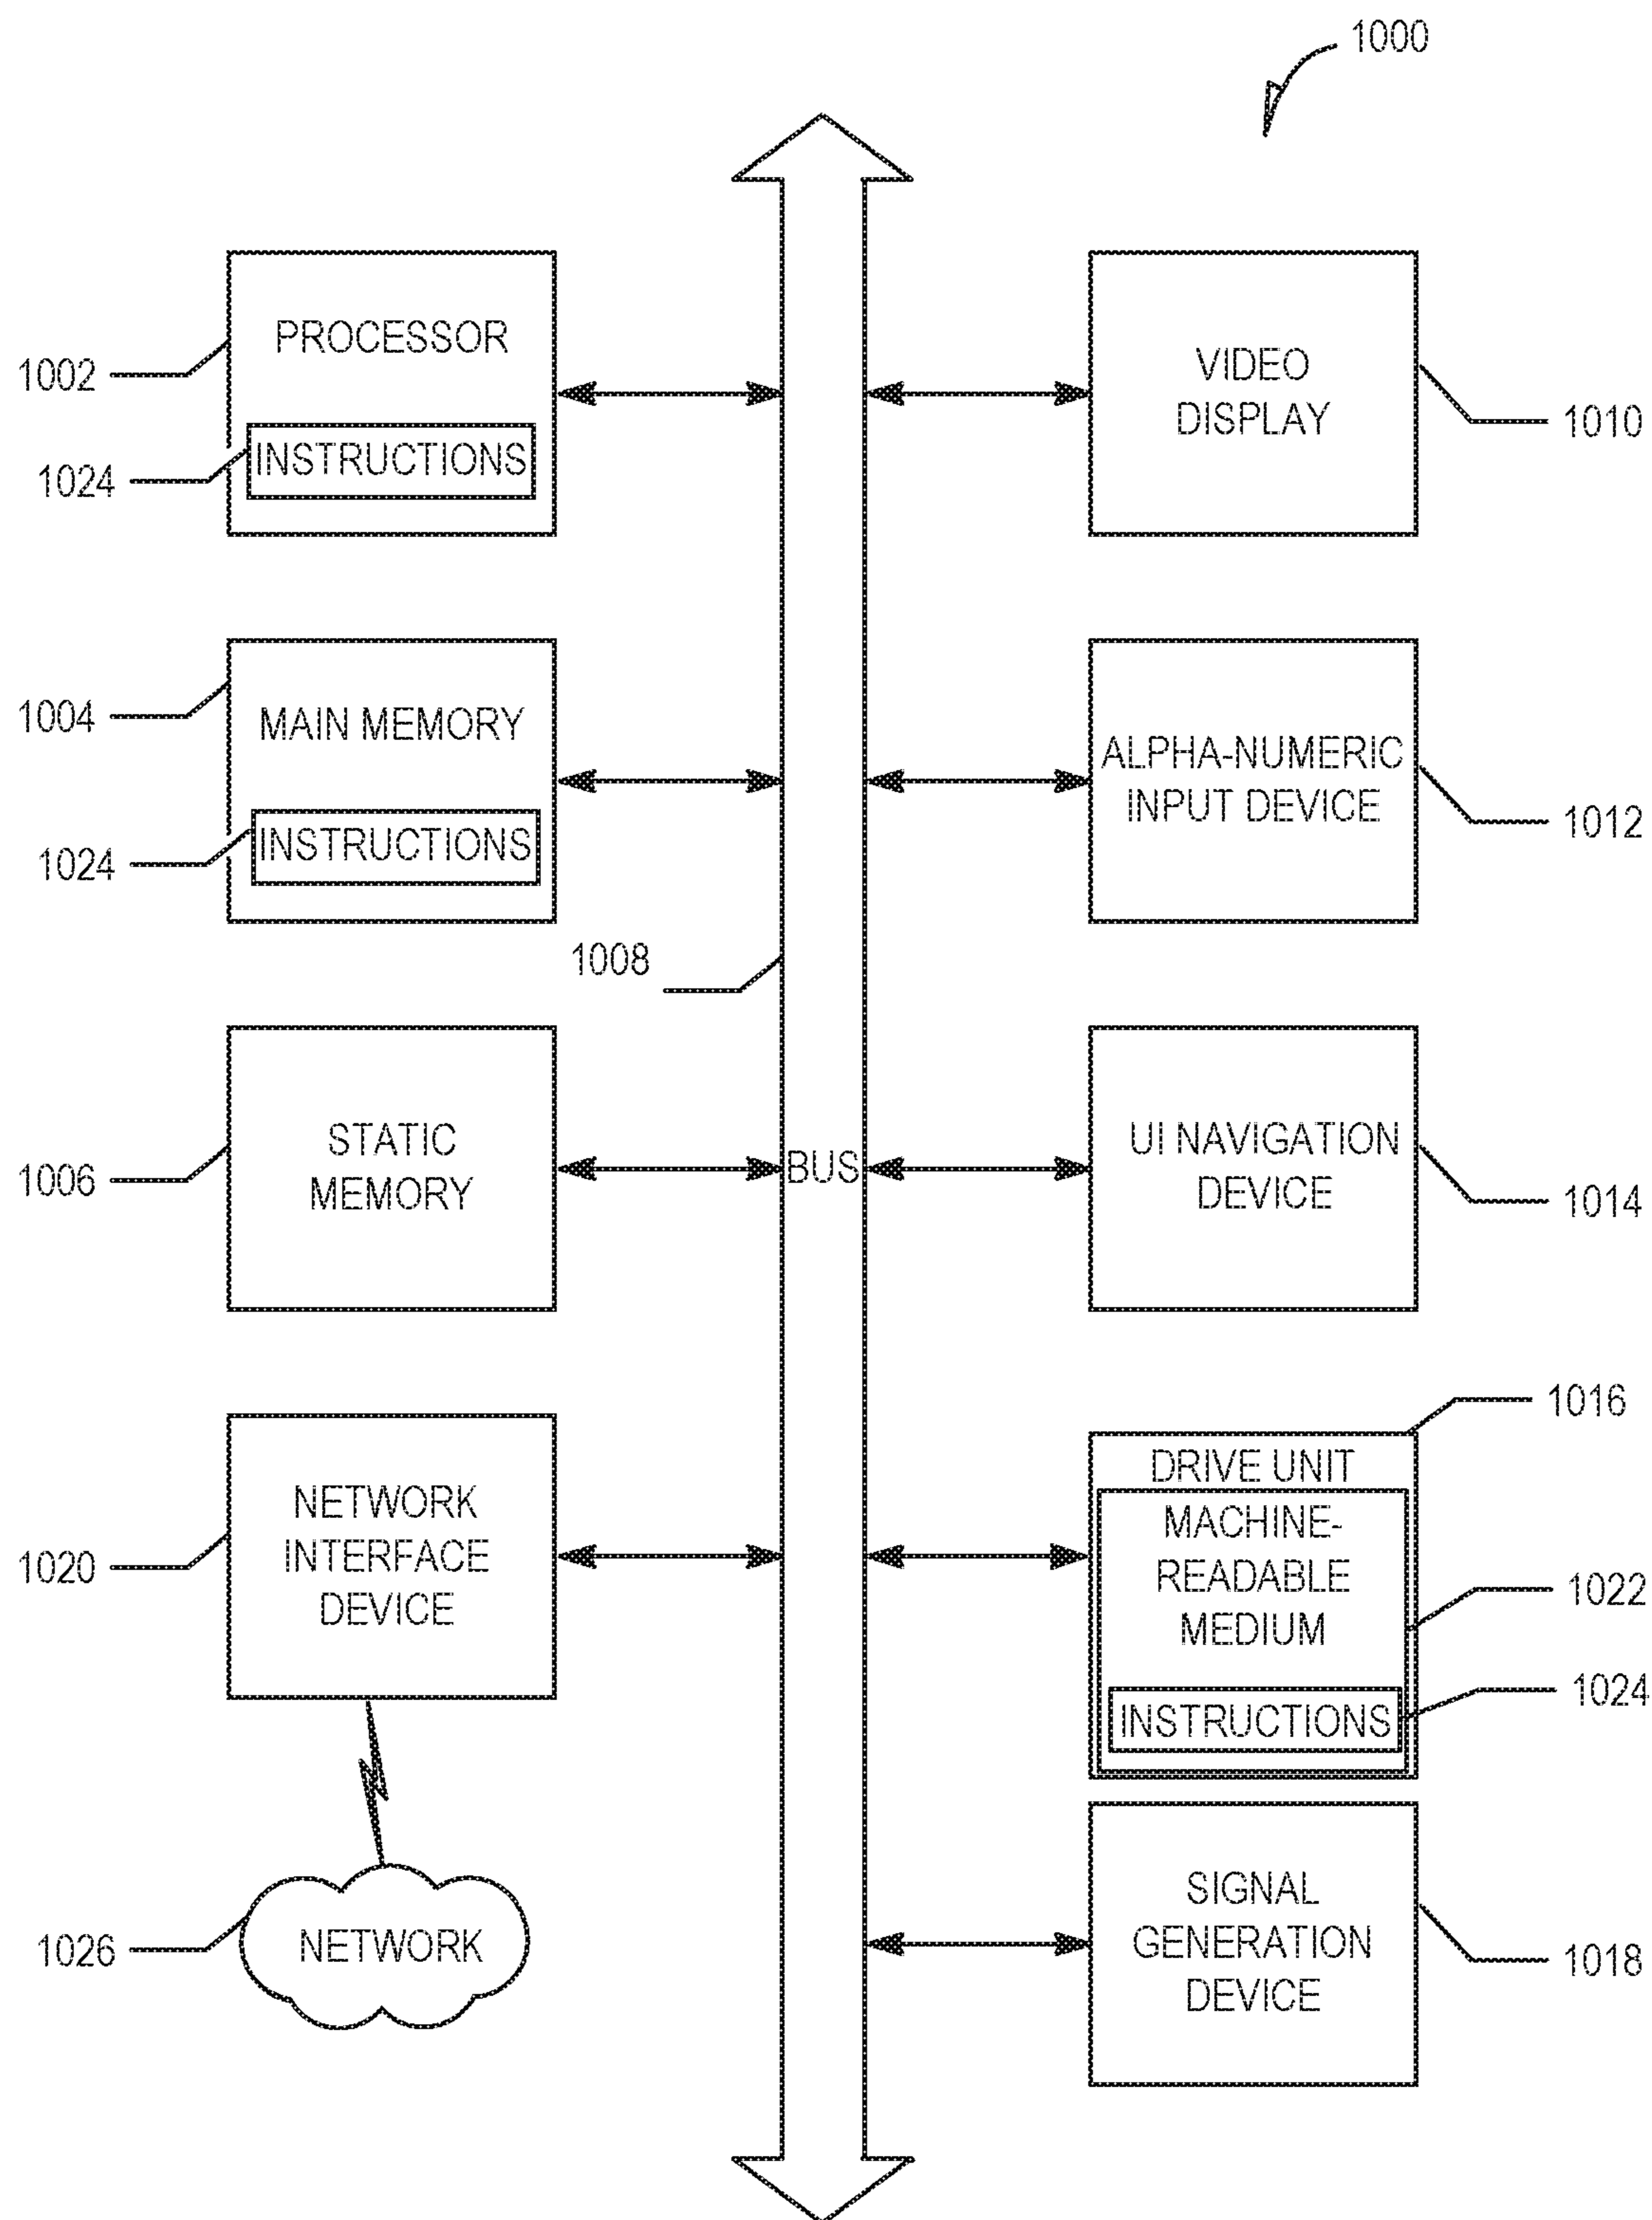 1000
PROCESSOR
1002
INSTRUCTIONS
1024
VIDEO
DISPLAY
1010
MAIN MEMORY
1004
INSTRUCTIONS
1024
ALPHA-NUMERIC
INPUT DEVICE
1012
1008
BUS
STATIC
MEMORY
1006
UI NAVIGATION
DEVICE
1014
NETWORK
INTERFACE
DEVICE
1020
1016
DRIVE UNIT
MACHINE-
READABLE
MEDIUM
1022
INSTRUCTIONS
1024
NETWORK
1026
SIGNAL
GENERATION
DEVICE
1018